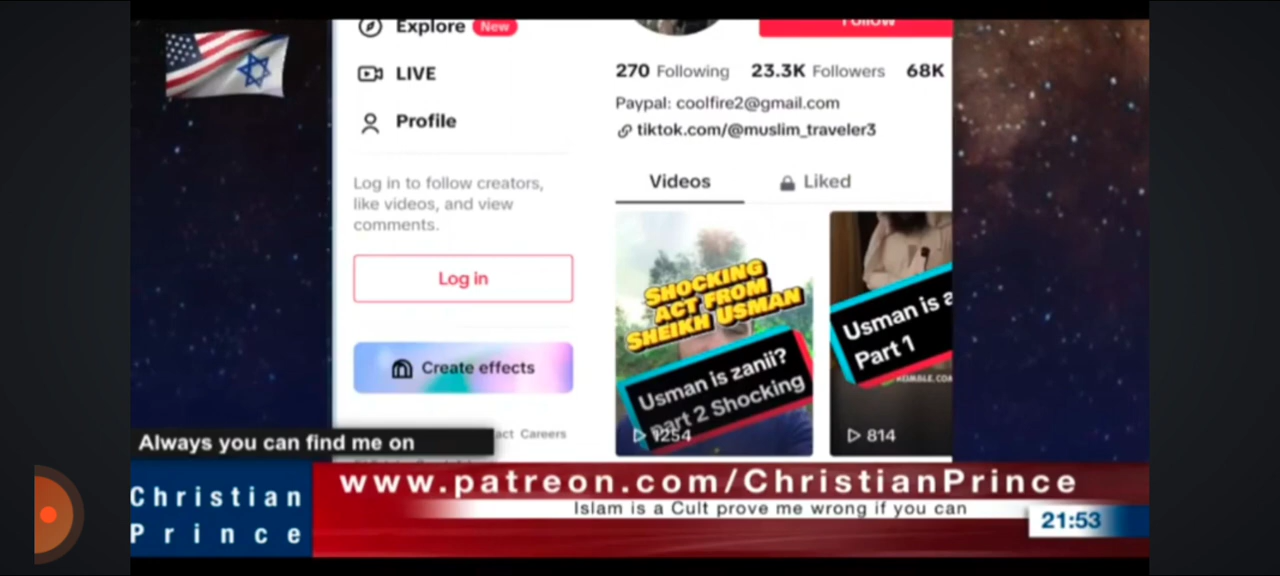 Explore New
LIVE
Profile
Log in to follow creators,
like videos, and view
comments.
Log in
Create effects
Careers
Follow
270 Following 23.3K Followers 68K
Paypal: coolfire2@gmail.com
tiktok.com/@muslim_traveler3
Videos Liked
SHOCKING
ACT FROM
SHEIKH USMAN
Usman is zanii?
part 2 Shocking
1254
Usman is a
Part 1
814
Always you can find me on
Christian
Prince
www.patreon.com/ChristianPrince
Islam is a Cult prove me wrong if you can
21:53